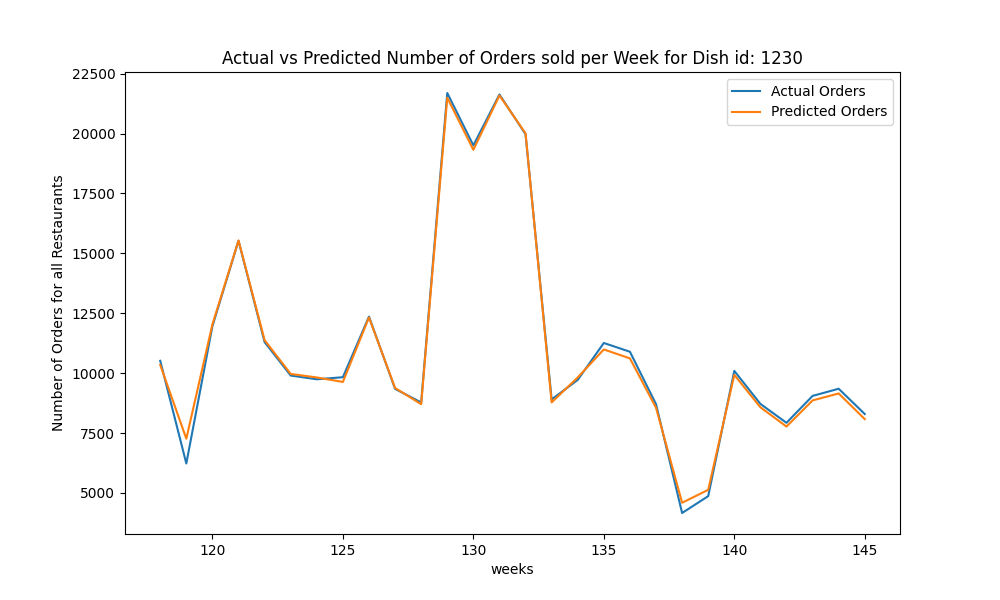 Actual vs Predicted Number of Orders sold per Week for Dish id: 1230
Actual Orders
Predicted Orders
Number of Orders for all Restaurants
22500
20000
17500
15000
12500
10000
7500
5000
120 125 130 135 140 145
weeks